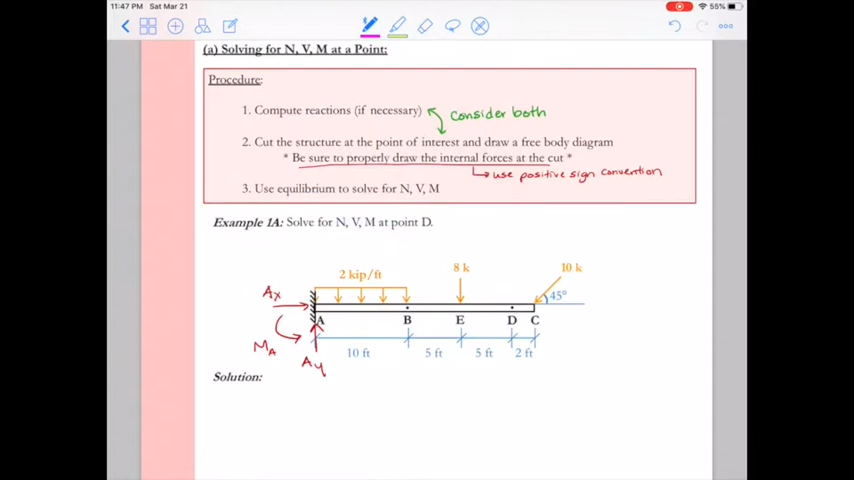 11:47 PM Sat Mar 21
55%
(a) Solving for N, V, M at a Point:
Procedure:
1. Compute reactions (if necessary)
Consider both
2. Cut the structure at the point of interest and draw a free body diagram
* Be sure to properly draw the internal forces at the cut *
use positive sign convention
3. Use equilibrium to solve for N, V, M
Example 1A: Solve for N, V, M at point D.
2 kip/ft
8 k
10 k
45°
Ax
A
B
E
D
C
MA
Ay
10 ft
5 ft
5 ft
2 ft
Solution: